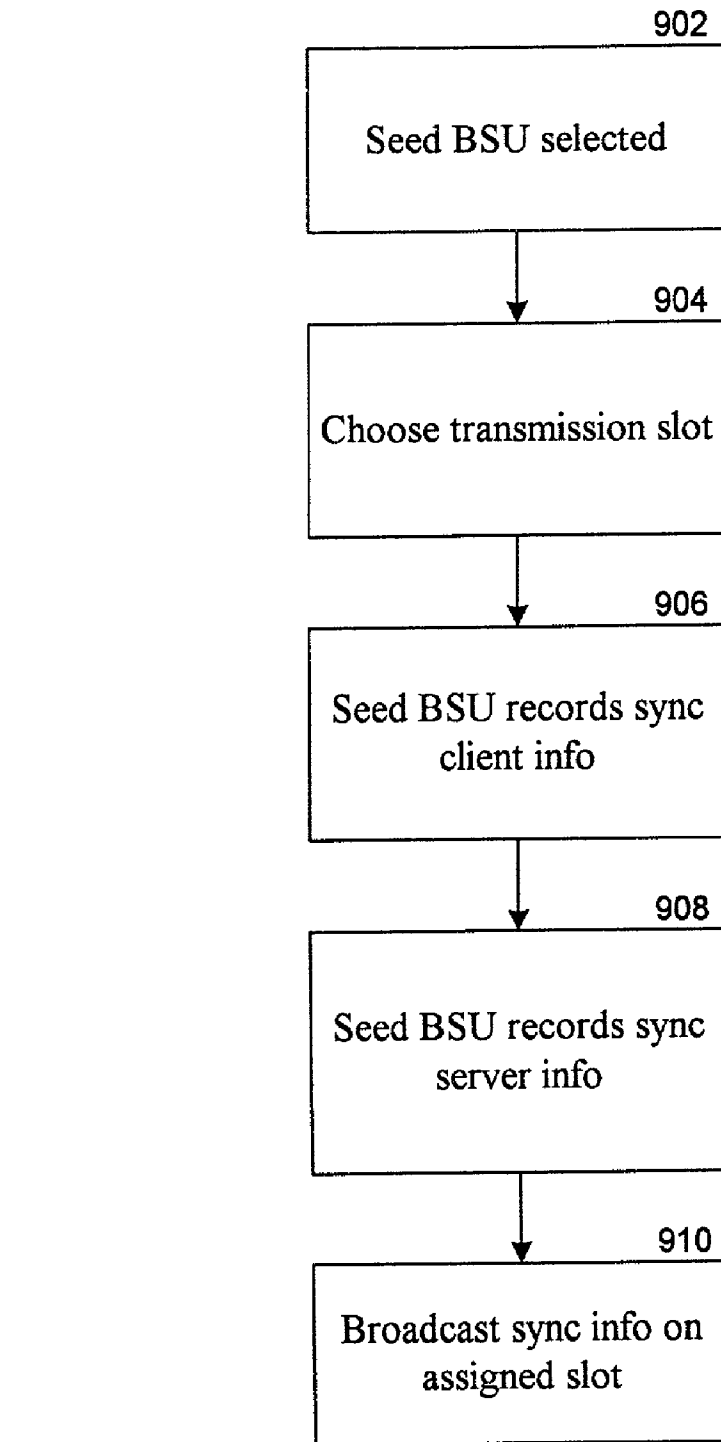 902
Seed BSU selected
904
Choose transmission slot
906
Seed BSU records sync
client info
908
Seed BSU records sync
server info
910
Broadcast sync info on
assigned slot